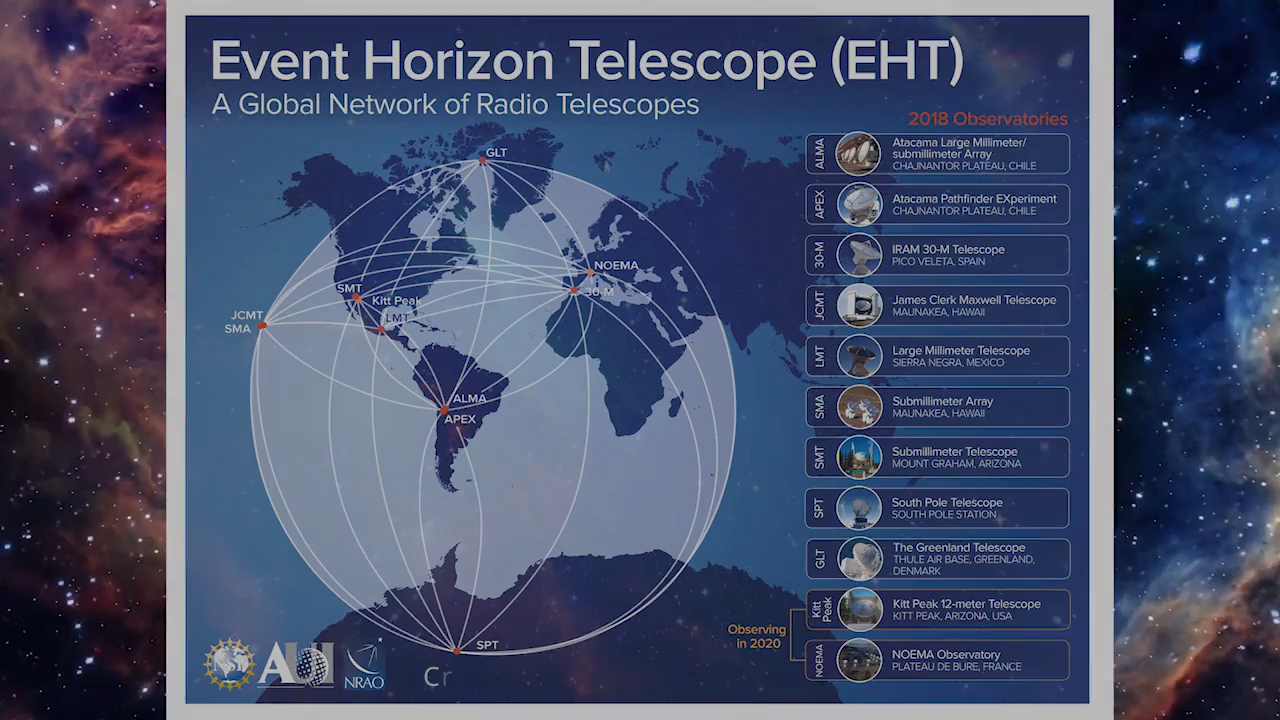 Event Horizon Telescope (EHT)
A Global Network of Radio Telescopes
2018 Observatories
GLT
NOEMA
30-M
SMT
Kitt Peak
LMT
JCMT
SMA
ALMA
APEX
SPT
ALMA
Atacama Large Millimeter/
submillimeter Array
CHAJNANTOR PLATEAU, CHILE
APEX
Atacama Pathfinder EXperiment
CHAJNANTOR PLATEAU, CHILE
30-M
IRAM 30-M Telescope
PICO VELETA, SPAIN
JCMT
James Clerk Maxwell Telescope
MAUNAKEA, HAWAII
LMT
Large Millimeter Telescope
SIERRA NEGRA, MEXICO
SMA
Submillimeter Array
MAUNAKEA, HAWAII
SMT
Submillimeter Telescope
MOUNT GRAHAM, ARIZONA
SPT
South Pole Telescope
SOUTH POLE STATION
GLT
The Greenland Telescope
THULE AIR BASE, GREENLAND,
DENMARK
Kitt
Peak
Kitt Peak 12-meter Telescope
KITT PEAK, ARIZONA, USA
Observing
in 2020
NOEMA
NOEMA Observatory
PLATEAU DE BURE, FRANCE
NSF
AUI
NRAO
Cr